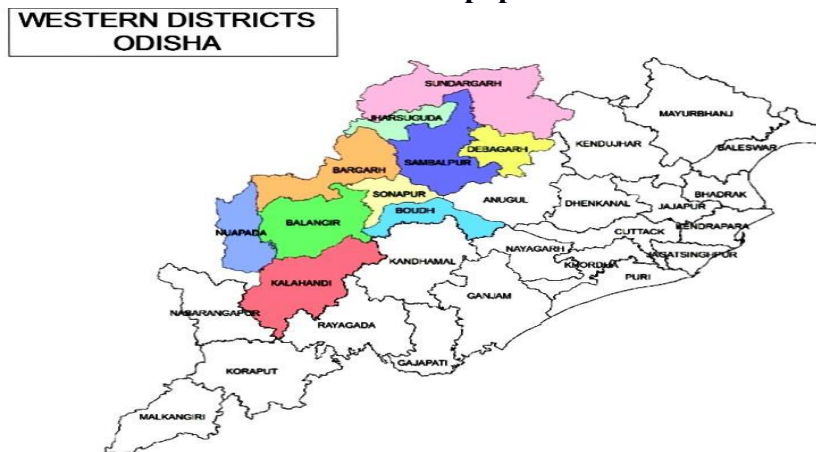 WESTERN DISTRICTS
ODISHA
SUNDARGARH
MAYURBHANJ
JHARSUGUDA
KENDUJHAR
BALESWAR
DEBAGARH
SAMBALPUR
BARGARH
SONAPUR
ANUGUL
BHADRAK
DHENKANAL
JAJAPUR
BALANGIR
BOUDH
NUAPADA
CUTTACK
KENDRAPARA
NAYAGARH
JAGATSINGHPUR
KANDHAMAL
KHORDHA
PURI
KALAHANDI
GANJAM
NABARANGAPUR
RAYAGADA
GAJAPATI
KORAPUT
MALKANGIRI